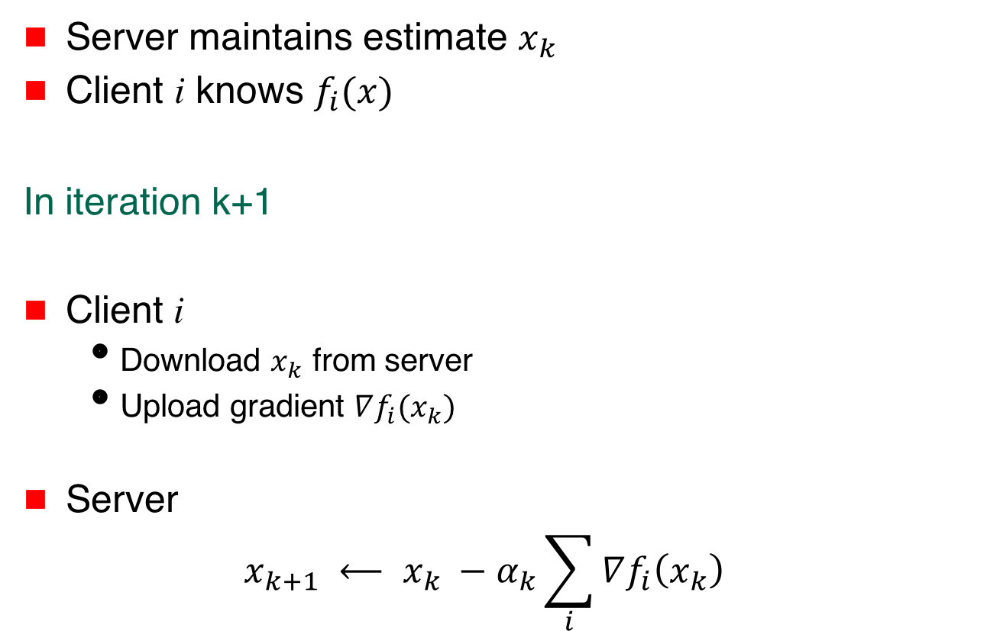 ■ Server maintains estimate $x_k$
■ Client $i$ knows $f_i(x)$
In iteration k+1
■ Client $i$
• Download $x_k$ from server
• Upload gradient $\nabla f_i(x_k)$
■ Server
$x_{k+1} \longleftarrow x_k - \alpha_k \sum_i \nabla f_i(x_k)$